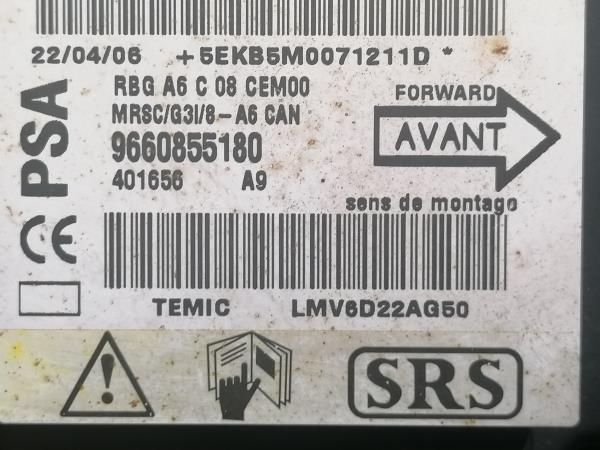 22/04/06 +5EKB5M0071211D *
PSA
RBG A6 C 08 CEM00
MRSC/G3I/8-A6 CAN
9660855180
401656 A9
FORWARD
AVANT
sens de montago
CE
TEMIC LMV6D22AG50
SRS